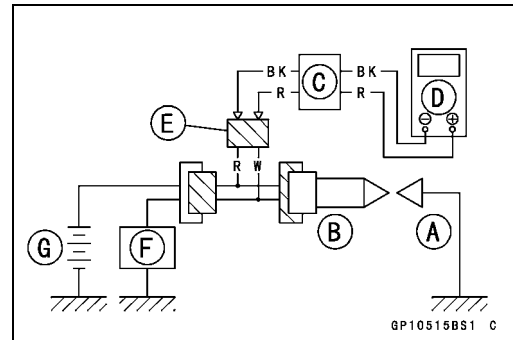 BK C BK
R R
D
⊖ ⊕
E
R W
G F B A
GP10515BS1 C